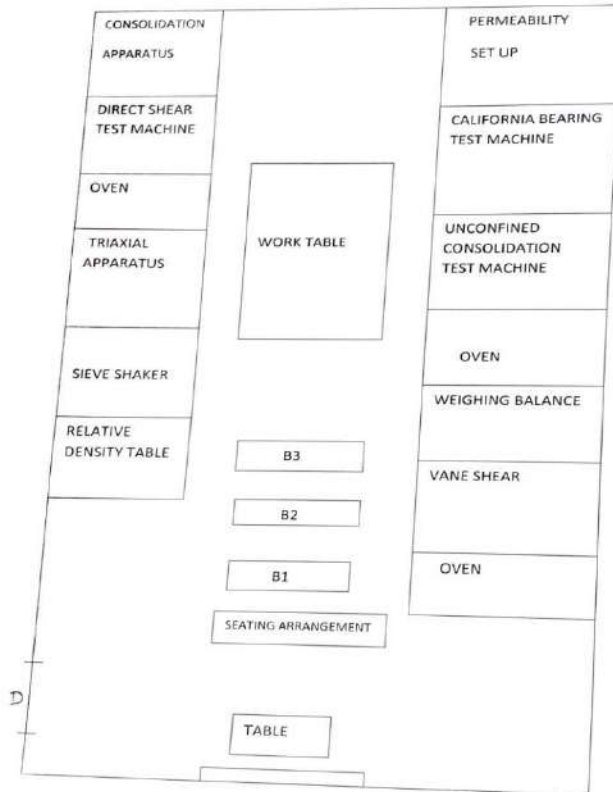 CONSOLIDATION
APPARATUS
DIRECT SHEAR
TEST MACHINE
OVEN
TRIAXIAL
APPARATUS
SIEVE SHAKER
RELATIVE
DENSITY TABLE
WORK TABLE
B3
B2
B1
SEATING ARRANGEMENT
TABLE
D
PERMEABILITY
SET UP
CALIFORNIA BEARING
TEST MACHINE
UNCONFINED
CONSOLIDATION
TEST MACHINE
OVEN
WEIGHING BALANCE
VANE SHEAR
OVEN